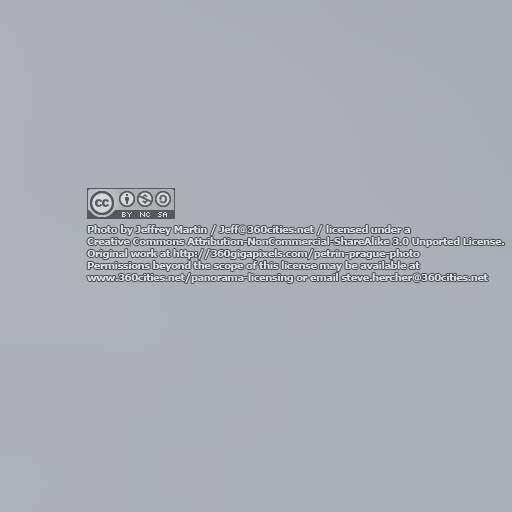 cc
BY NC SA
Photo by Jeffrey Martin / Jeff@360cities.net / licensed under a
Creative Commons Attribution-NonCommercial-ShareAlike 3.0 Unported License.
Original work at http://360gigapixels.com/petrin-prague-photo
Permissions beyond the scope of this license may be available at
www.360cities.net/panorama-licensing or email steve.hercher@360cities.net